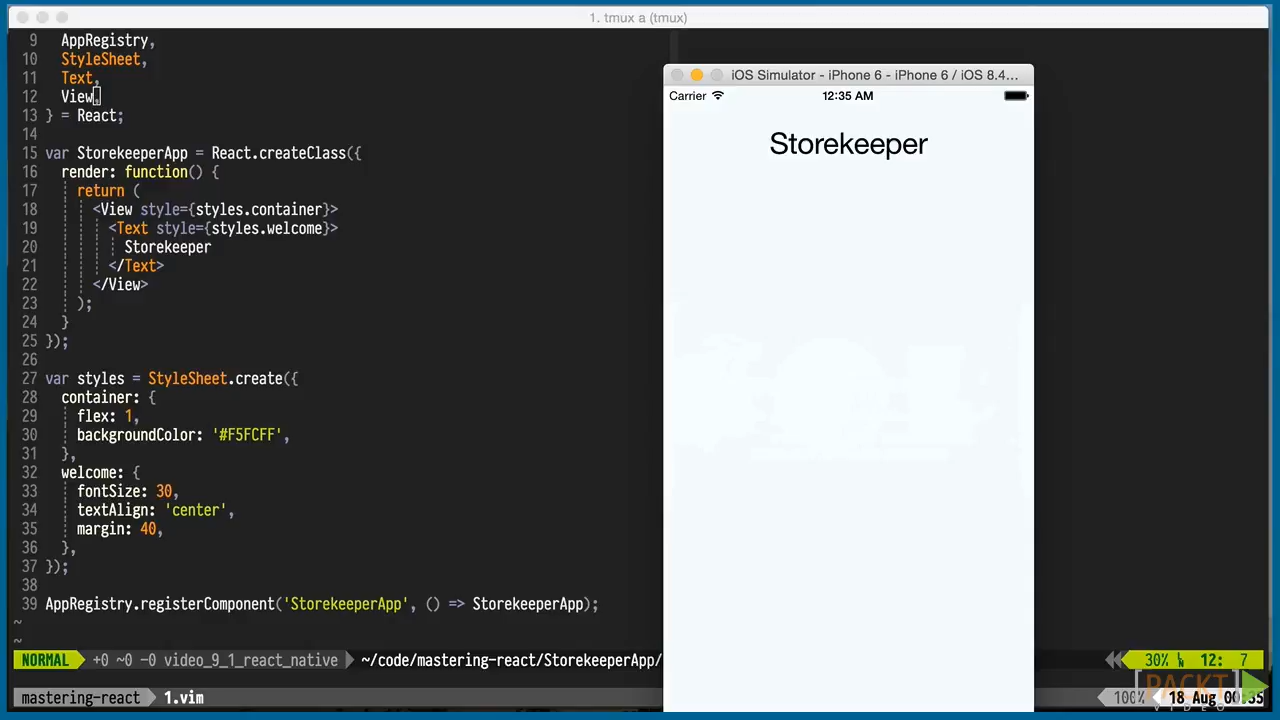 1. tmux a (tmux)
9 AppRegistry,
10 StyleSheet,
11 Text,
12 View,
13 } = React;
14
15 var StorekeeperApp = React.createClass({
16 render: function() {
17 return (
18 <View style={styles.container}>
19 <Text style={styles.welcome}>
20 Storekeeper
21 </Text>
22 </View>
23 );
24 }
25 });
26
27 var styles = StyleSheet.create({
28 container: {
29 flex: 1,
30 backgroundColor: '#F5FCFF',
31 },
32 welcome: {
33 fontSize: 30,
34 textAlign: 'center',
35 margin: 40,
36 },
37 });
38
39 AppRegistry.registerComponent('StorekeeperApp', () => StorekeeperApp);
~
~
NORMAL +0 ~0 -0 video_9_1_react_native ~/code/mastering-react/StorekeeperApp/ 30% 12: 7
mastering-react 1.vim 100% 18 Aug 00:35
iOS Simulator - iPhone 6 - iPhone 6 / iOS 8.4...
Carrier 12:35 AM
Storekeeper
PACKT
VIDEO